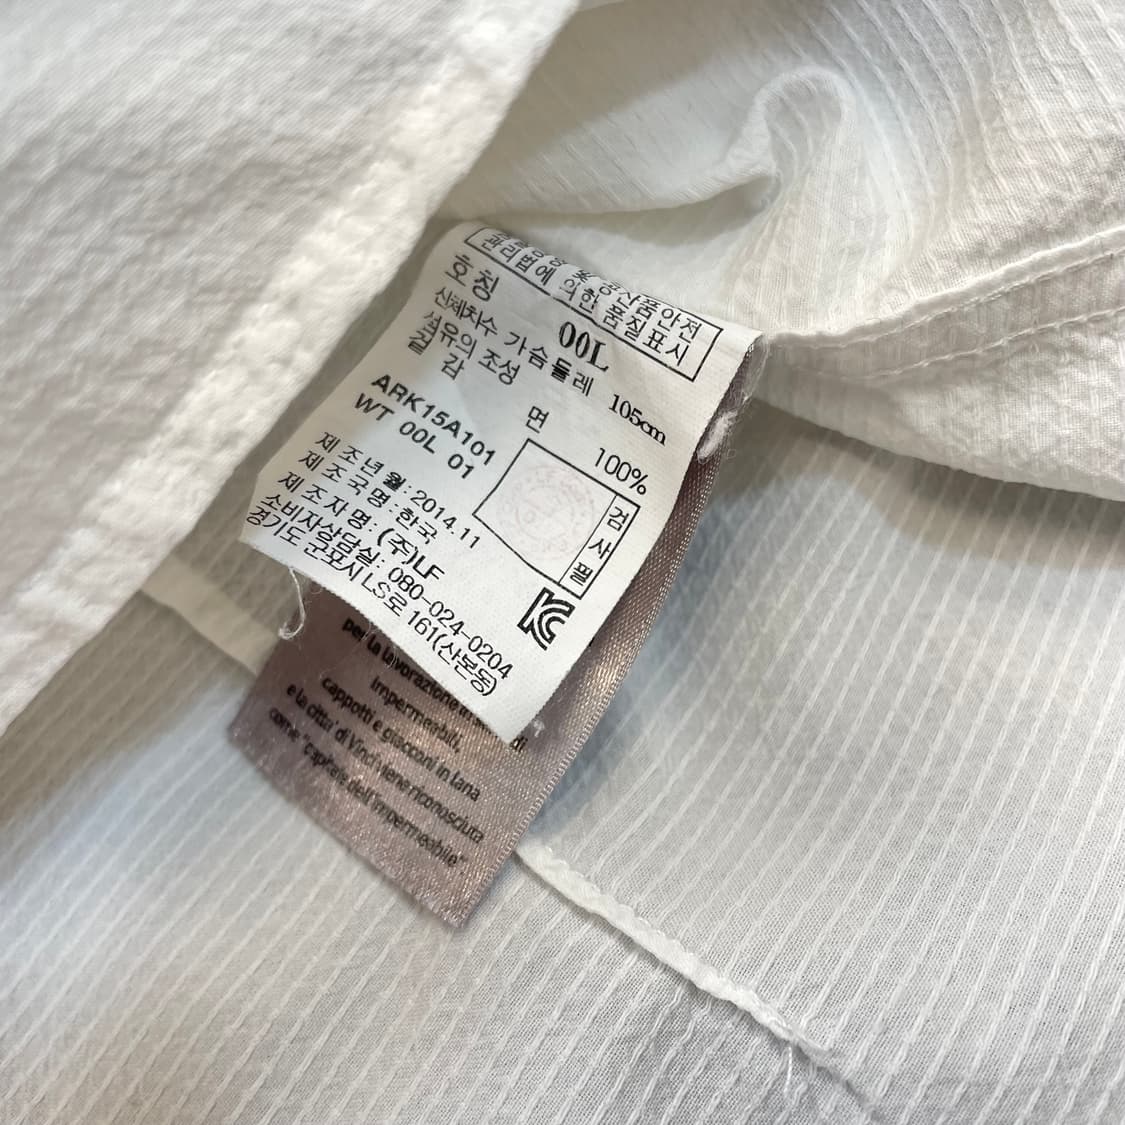 관리법에 의한 품질표시
호칭 00L
신체치수 가슴둘레 105cm
섬유의 조성
겉감 면 100%
ARK15A101
WT 00L 01
검사필
제조년월: 2014.11
제조국명: 한국
제조자명: (주)LF
소비자상담실: 080-024-0204
경기도 군포시 LS로 161(산본동)
per la lavorazione
impermeabili,
cappotti e giacconi in lana
e la citta' di Vinci viene riconosciuta
come "capitale dell'impermeabile".